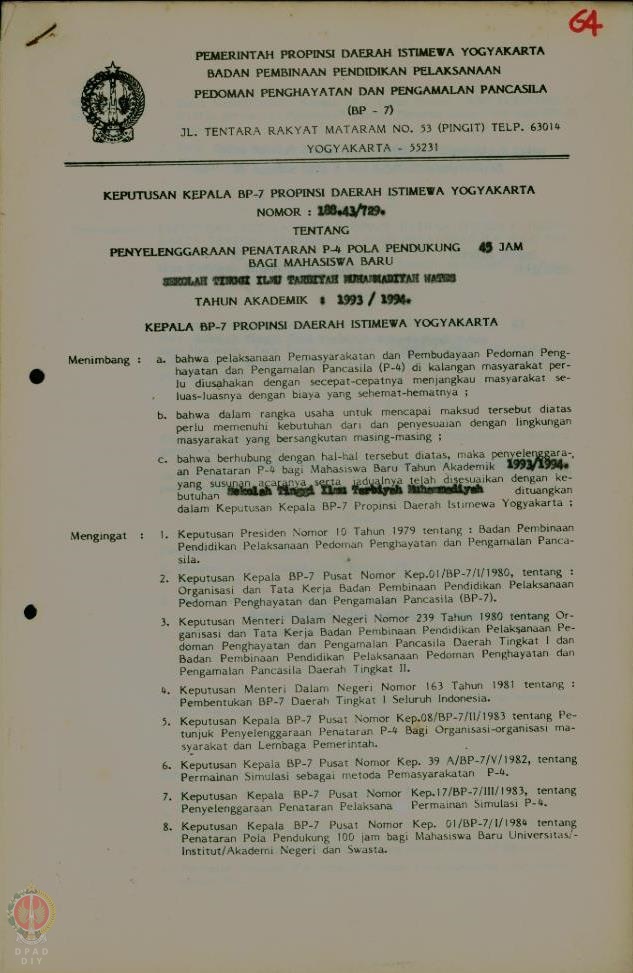 64
PEMERINTAH PROPINSI DAERAH ISTIMEWA YOGYAKARTA
BADAN PEMBINAAN PENDIDIKAN PELAKSANAAN
PEDOMAN PENGHAYATAN DAN PENGAMALAN PANCASILA
(BP - 7)
JL. TENTARA RAKYAT MATARAM NO. 53 (PINGIT) TELP. 63014
YOGYAKARTA - 55231
KEPUTUSAN KEPALA BP-7 PROPINSI DAERAH ISTIMEWA YOGYAKARTA
NOMOR : 188.43/729.
TENTANG
PENYELENGGARAAN PENATARAN P-4 POLA PENDUKUNG 45 JAM
BAGI MAHASISWA BARU
SEKOLAH TINGGI ILMU TARBIYAH MUHAMMADIYAH WATES
TAHUN AKADEMIK : 1993 / 1994.
KEPALA BP-7 PROPINSI DAERAH ISTIMEWA YOGYAKARTA
Menimbang : a. bahwa pelaksanaan Pemasyarakatan dan Pembudayaan Pedoman Peng-
hayatan dan Pengamalan Pancasila (P-4) di kalangan masyarakat per-
lu diusahakan dengan secepat-cepatnya menjangkau masyarakat se-
luas-luasnya dengan biaya yang sehemat-hematnya ;
b. bahwa dalam rangka usaha untuk mencapai maksud tersebut diatas
perlu memenuhi kebutuhan dari dan penyesuaian dengan lingkungan
masyarakat yang bersangkutan masing-masing ;
c. bahwa berhubung dengan hal-hal tersebut diatas, maka penyelenggara-
an Penataran P-4 bagi Mahasiswa Baru Tahun Akademik 1993/1994.
yang susunan acaranya serta jadualnya telah disesuaikan dengan ke-
butuhan Sekolah Tinggi Ilmu Tarbiyah Muhammadiyah dituangkan
dalam Keputusan Kepala BP-7 Propinsi Daerah Istimewa Yogyakarta ;
Mengingat : 1. Keputusan Presiden Nomor 10 Tahun 1979 tentang : Badan Pembinaan
Pendidikan Pelaksanaan Pedoman Penghayatan dan Pengamalan Panca-
sila.
2. Keputusan Kepala BP-7 Pusat Nomor Kep.01/BP-7/I/1980, tentang :
Organisasi dan Tata Kerja Badan Pembinaan Pendidikan Pelaksanaan
Pedoman Penghayatan dan Pengamalan Pancasila (BP-7).
3. Keputusan Menteri Dalam Negeri Nomor 239 Tahun 1980 tentang Or-
ganisasi dan Tata Kerja Badan Pembinaan Pendidikan Pelaksanaan Pe-
doman Penghayatan dan Pengamalan Pancasila Daerah Tingkat I dan
Badan Pembinaan Pendidikan Pelaksanaan Pedoman Penghayatan dan
Pengamalan Pancasila Daerah Tingkat II.
4. Keputusan Menteri Dalam Negeri Nomor 163 Tahun 1981 tentang :
Pembentukan BP-7 Daerah Tingkat I Seluruh Indonesia.
5. Keputusan Kepala BP-7 Pusat Nomor Kep.08/BP-7/II/1983 tentang Pe-
tunjuk Penyelenggaraan Penataran P-4 Bagi Organisasi-organisasi ma-
syarakat dan Lembaga Pemerintah.
6. Keputusan Kepala BP-7 Pusat Nomor Kep. 39 A/BP-7/V/1982, tentang
Permainan Simulasi sebagai metoda Pemasyarakatan P-4.
7. Keputusan Kepala BP-7 Pusat Nomor Kep.17/BP-7/III/1983, tentang
Penyelenggaraan Penataran Pelaksana Permainan Simulasi P-4.
8. Keputusan Kepala BP-7 Pusat Nomor Kep. 01/BP-7/I/1984 tentang
Penataran Pola Pendukung 100 jam bagi Mahasiswa Baru Universitas/-
Institut/Akademi Negeri dan Swasta.
DPAD
DIY